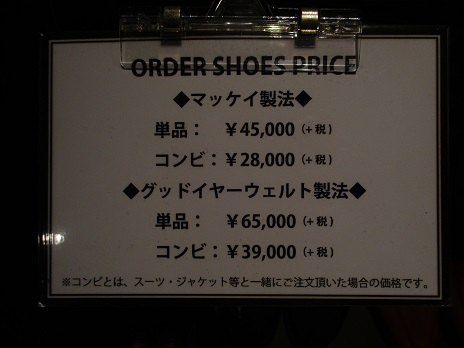 ORDER SHOES PRICE
◆マッケイ製法◆
単品： ￥45,000（+税）
コンビ：￥28,000（+税）
◆グッドイヤーウェルト製法◆
単品： ￥65,000（+税）
コンビ：￥39,000（+税）
※コンビとは、スーツ・ジャケット等と一緒にご注文頂いた場合の価格です。